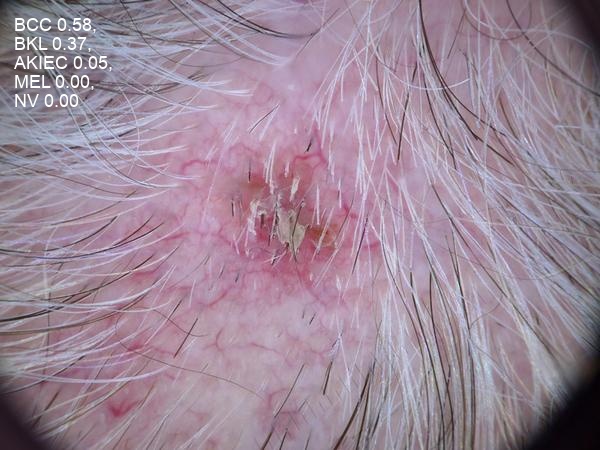 BCC 0.58,
BKL 0.37,
AKIEC 0.05,
MEL 0.00,
NV 0.00